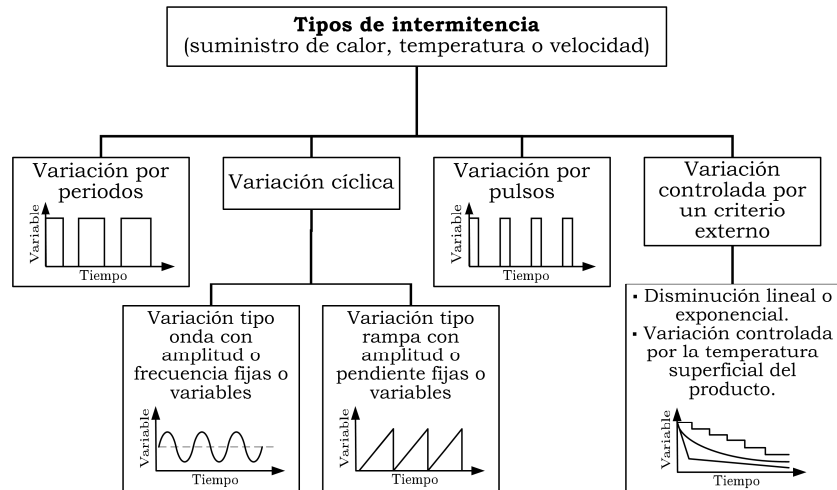 Tipos de intermitencia
(suministro de calor, temperatura o velocidad)
Variación por
periodos
Variable
Tiempo
Variación cíclica
Variación por
pulsos
Variable
Tiempo
Variación
controlada por
un criterio
externo
Variación tipo
onda con
amplitud o
frecuencia fijas o
variables
Variable
Tiempo
Variación tipo
rampa con
amplitud o
pendiente fijas o
variables
Variable
Tiempo
▪ Disminución lineal o
exponencial.
▪ Variación controlada
por la temperatura
superficial del
producto.
Variable
Tiempo